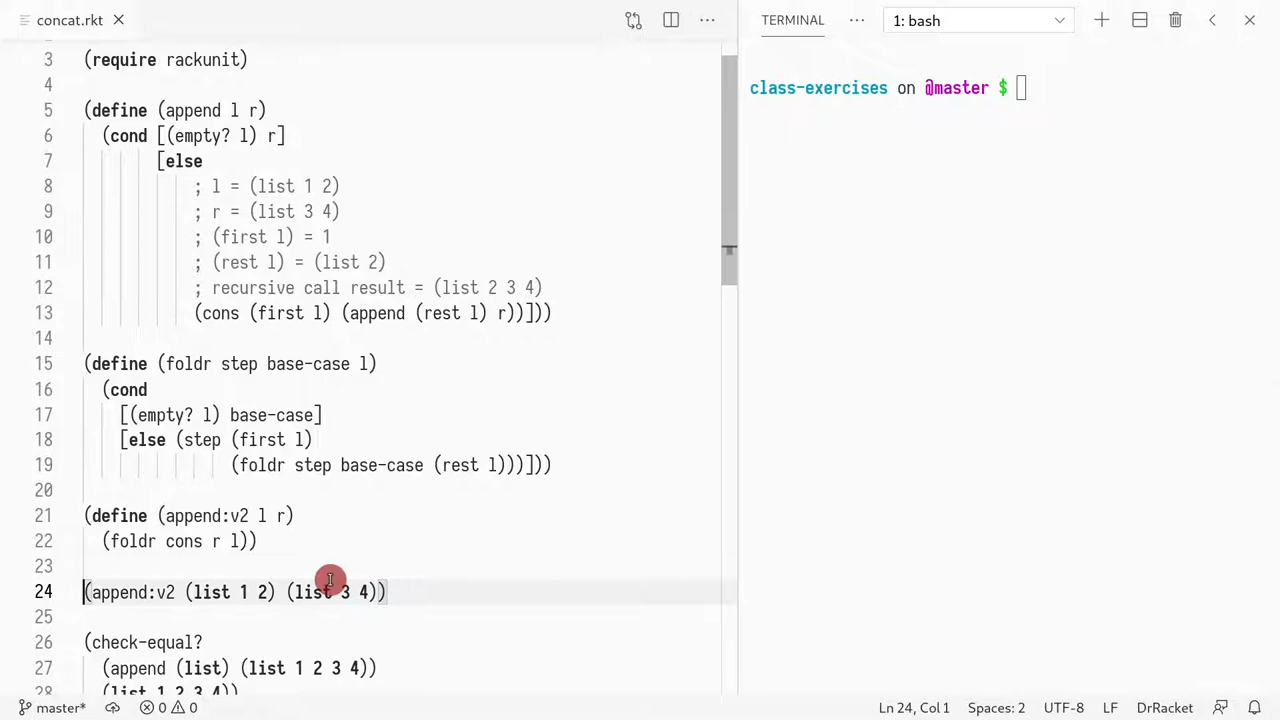 concat.rkt
TERMINAL
1: bash
3 (require rackunit)
4
5 (define (append l r)
6 (cond [(empty? l) r]
7 [else
8 ; l = (list 1 2)
9 ; r = (list 3 4)
10 ; (first l) = 1
11 ; (rest l) = (list 2)
12 ; recursive call result = (list 2 3 4)
13 (cons (first l) (append (rest l) r))]))
14
15 (define (foldr step base-case l)
16 (cond
17 [(empty? l) base-case]
18 [else (step (first l)
19 (foldr step base-case (rest l)))]))
20
21 (define (append:v2 l r)
22 (foldr cons r l))
23
24 (append:v2 (list 1 2) (list 3 4))
25
26 (check-equal?
27 (append (list) (list 1 2 3 4))
28 (list 1 2 3 4))
class-exercises on @master $
master* 0 0
Ln 24, Col 1 Spaces: 2 UTF-8 LF DrRacket